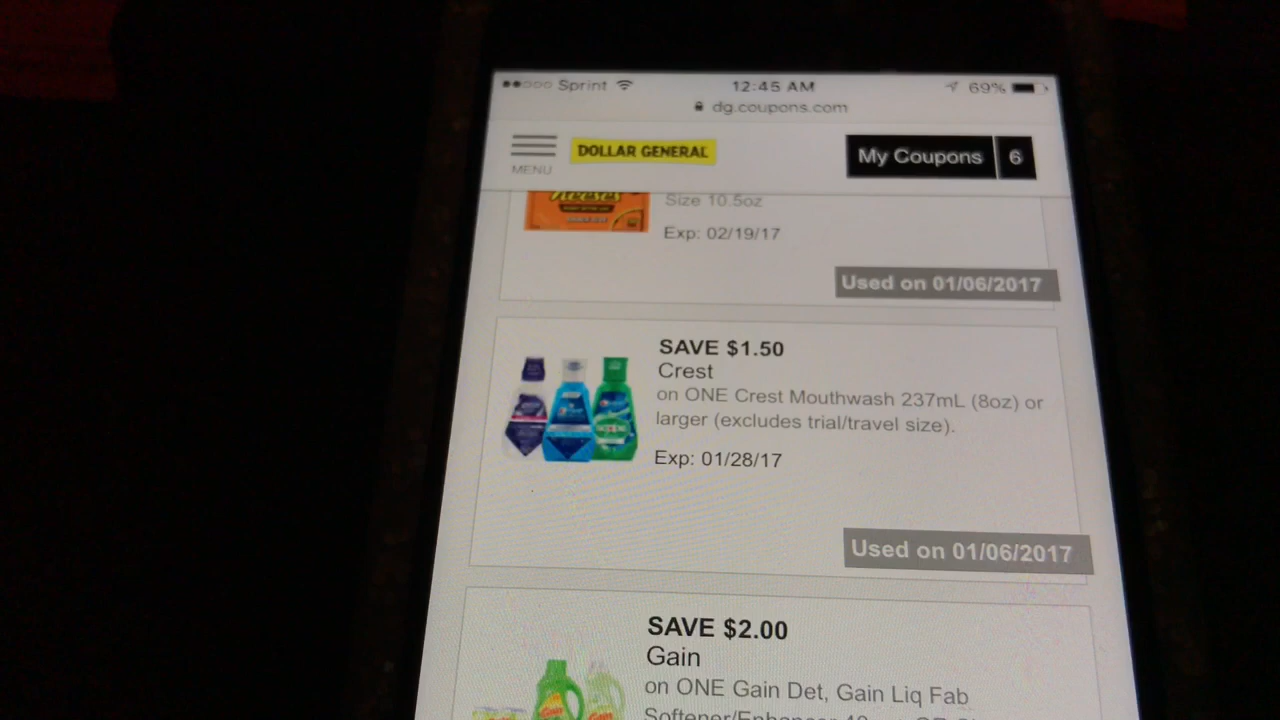 Sprint
12:45 AM
69%
dg.coupons.com
MENU
DOLLAR GENERAL
My Coupons 6
Reese's
Size 10.5oz
Exp: 02/19/17
Used on 01/06/2017
SAVE $1.50
Crest
on ONE Crest Mouthwash 237mL (8oz) or
larger (excludes trial/travel size).
Exp: 01/28/17
Used on 01/06/2017
SAVE $2.00
Gain
on ONE Gain Det, Gain Liq Fab
Softener/Enhancer